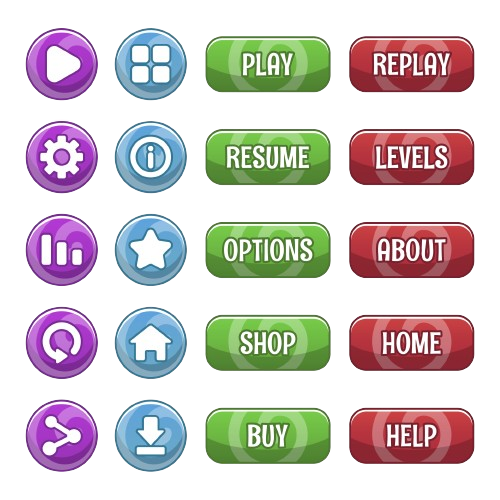 PLAY
REPLAY
RESUME
LEVELS
OPTIONS
ABOUT
SHOP
HOME
BUY
HELP